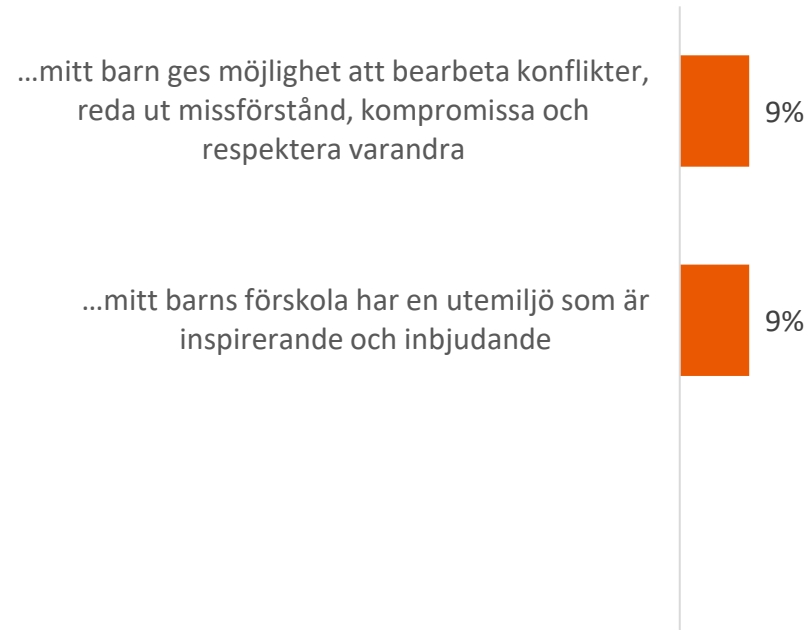 …mitt barn ges möjlighet att bearbeta konflikter,
reda ut missförstånd, kompromissa och
respektera varandra
9%
…mitt barns förskola har en utemiljö som är
inspirerande och inbjudande
9%